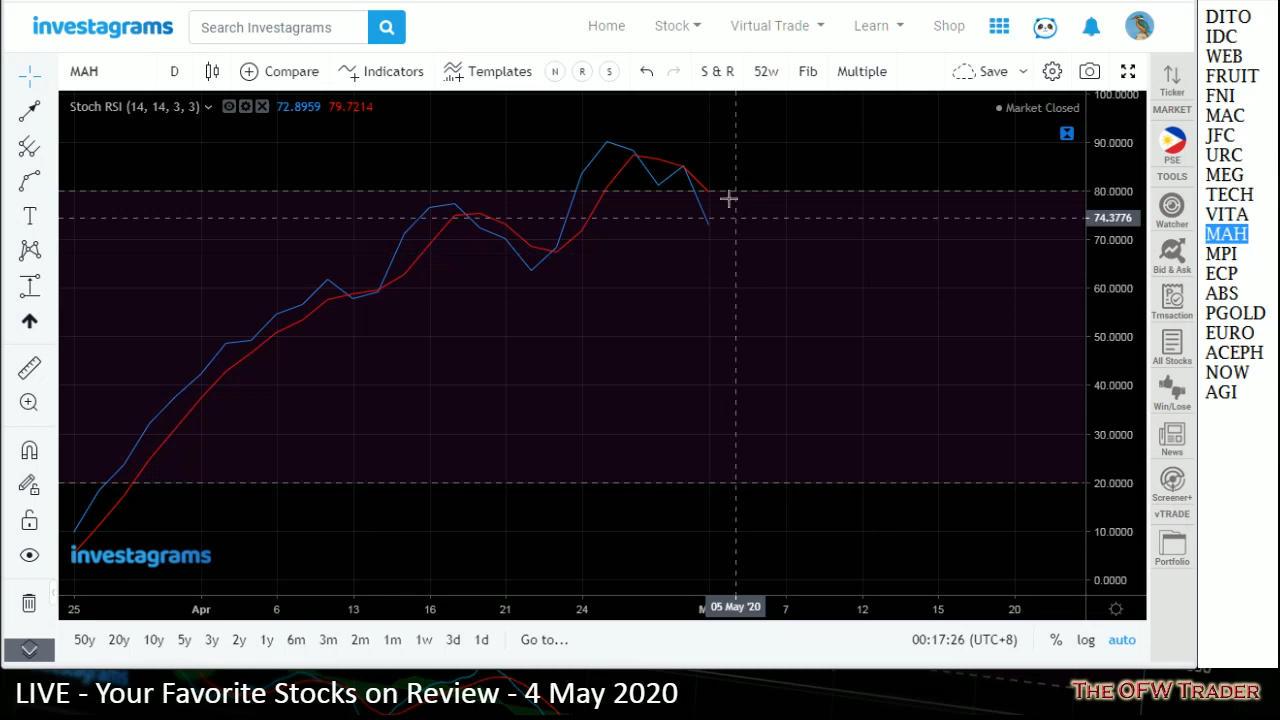 investagrams
Search Investagrams
Home
Stock
Virtual Trade
Learn
Shop
MAH
D
Compare
Indicators
Templates
N
R
S
S & R
52w
Fib
Multiple
Save
Stoch RSI (14, 14, 3, 3)
72.8959
79.7214
Market Closed
100.0000
90.0000
80.0000
74.3776
70.0000
60.0000
50.0000
40.0000
30.0000
20.0000
10.0000
0.0000
investagrams
25
Apr
6
13
16
21
24
05 May '20
7
12
15
20
50y
20y
10y
5y
3y
2y
1y
6m
3m
2m
1m
1w
3d
1d
Go to...
00:17:26 (UTC+8)
%
log
auto
Ticker
MARKET
PSE
TOOLS
Watcher
Bid & Ask
Trnsaction
All Stocks
Win/Lose
News
Screener+
vTRADE
Portfolio
DITO
IDC
WEB
FRUIT
FNI
MAC
JFC
URC
MEG
TECH
VITA
MAH
MPI
ECP
ABS
PGOLD
EURO
ACEPH
NOW
AGI
LIVE - Your Favorite Stocks on Review - 4 May 2020
THE OFW TRADER